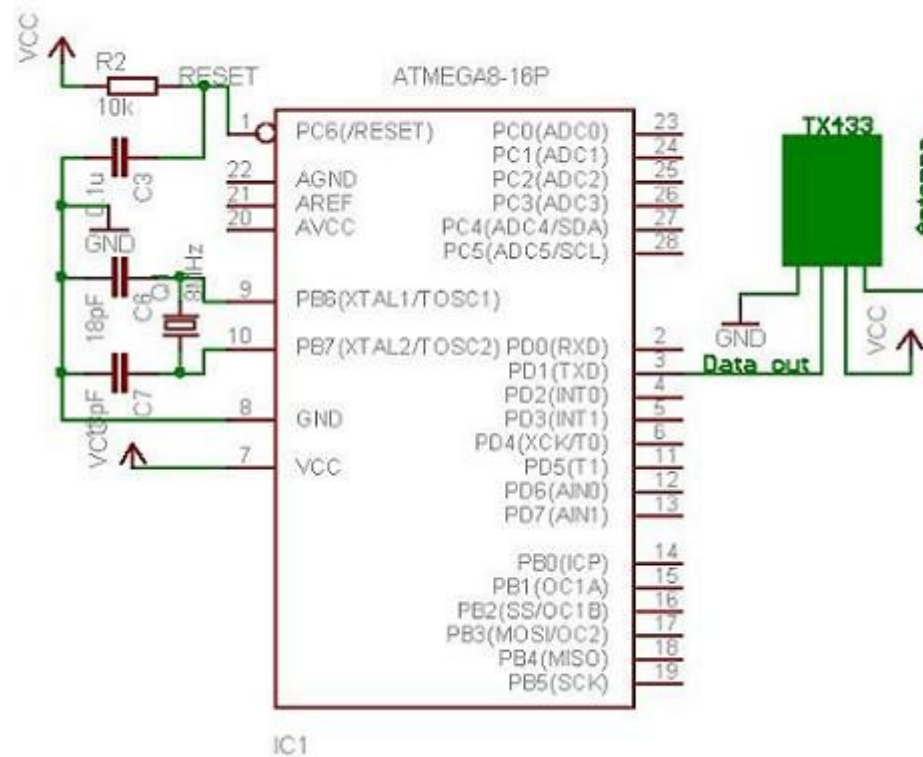 VCC
R2
10k
RESET
ATMEGA8-16P
TX433
1 PC6(/RESET)
22 AGND
21 AREF
20 AVCC
9 PB6(XTAL1/TOSC1)
10 PB7(XTAL2/TOSC2)
8 GND
7 VCC
PC0(ADC0) 23
PC1(ADC1) 24
PC2(ADC2) 25
PC3(ADC3) 26
PC4(ADC4/SDA) 27
PC5(ADC5/SCL) 28
PD0(RXD) 2
PD1(TXD) 3
PD2(INT0) 4
PD3(INT1) 5
PD4(XCK/T0) 6
PD5(T1) 11
PD6(AIN0) 12
PD7(AIN1) 13
PB0(ICP) 14
PB1(OC1A) 15
PB2(SS/OC1B) 16
PB3(MOSI/OC2) 17
PB4(MISO) 18
PB5(SCK) 19
0.1u
C3
GND
18pF
C6
8MHz
C7
GND
VCC
Data out
IC1